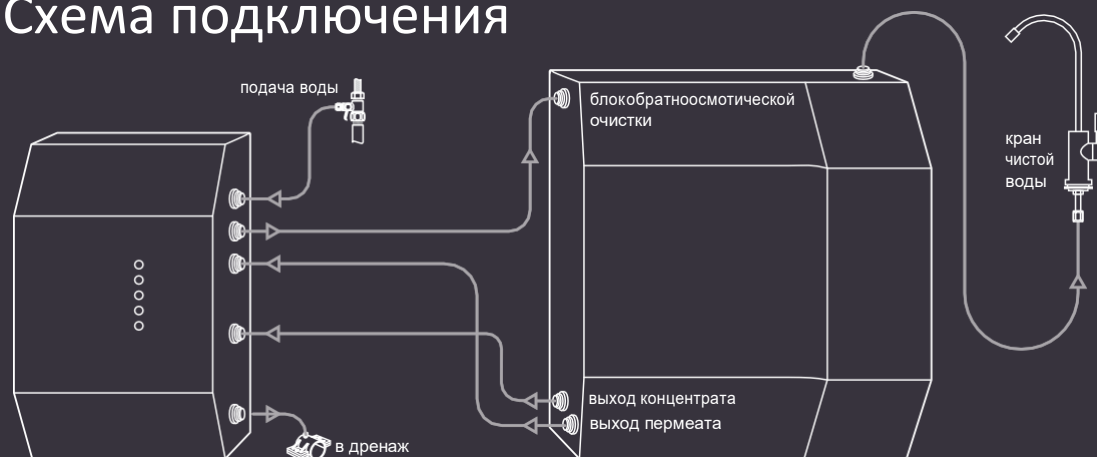 Схема подключения
подача воды
блокобратноосмотической
очистки
кран
чистой
воды
выход концентрата
выход пермеата
в дренаж